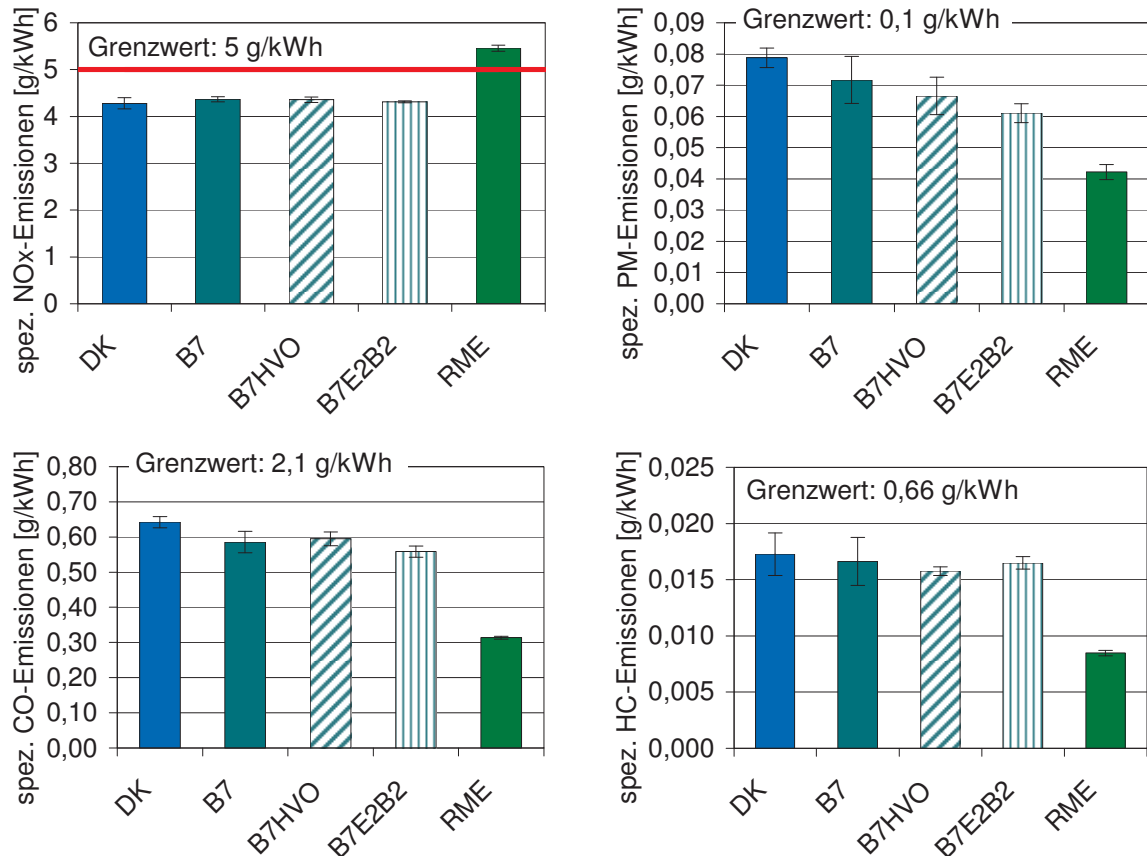 spez. NOx-Emissionen [g/kWh]
6
5
4
3
2
1
0
Grenzwert: 5 g/kWh
DK
B7
B7HVO
B7E2B2
RME
spez. PM-Emissionen [g/kWh]
0,09
0,08
0,07
0,06
0,05
0,04
0,03
0,02
0,01
0,00
Grenzwert: 0,1 g/kWh
DK
B7
B7HVO
B7E2B2
RME
spez. CO-Emissionen [g/kWh]
0,80
0,70
0,60
0,50
0,40
0,30
0,20
0,10
0,00
Grenzwert: 2,1 g/kWh
DK
B7
B7HVO
B7E2B2
RME
spez. HC-Emissionen [g/kWh]
0,025
0,020
0,015
0,010
0,005
0,000
Grenzwert: 0,66 g/kWh
DK
B7
B7HVO
B7E2B2
RME